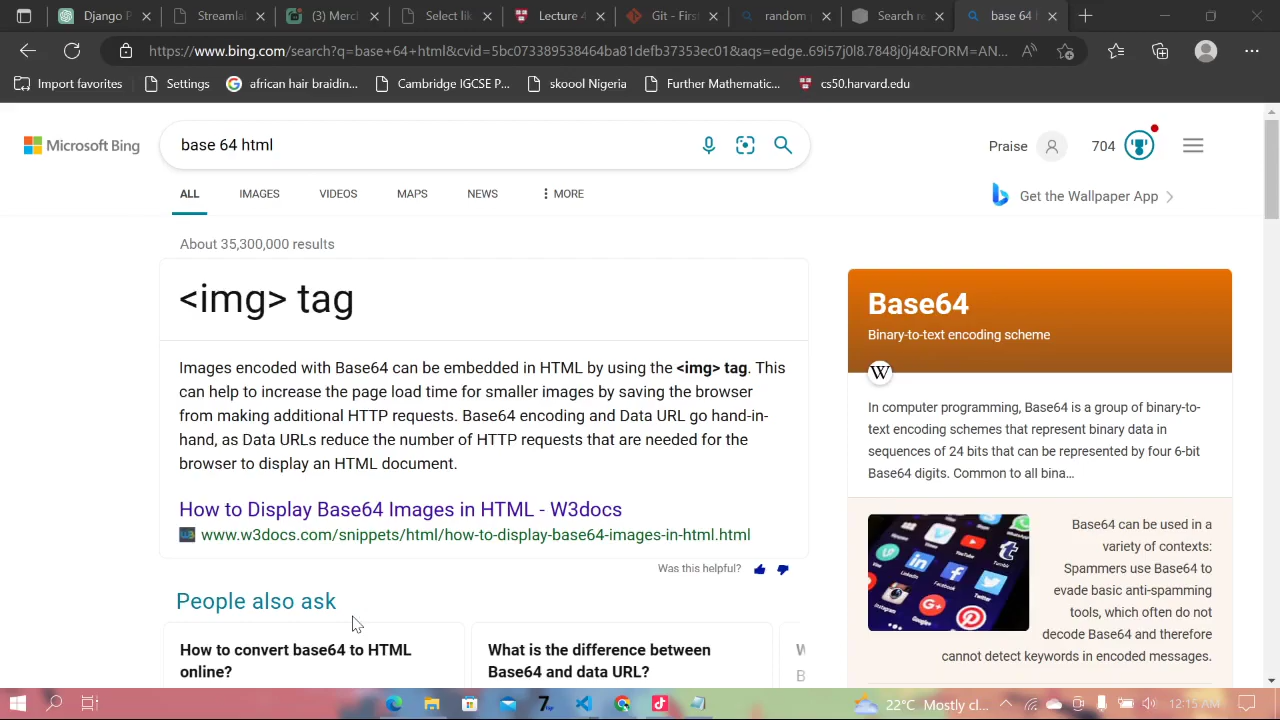 Django P
Streamla
(3) Merc
Select lik
Lecture 4
Git - Firs
random p
Search re
base 64 h
https://www.bing.com/search?q=base+64+html&cvid=5bc073389538464ba81defb37353ec01&aqs=edge..69i57j0l8.7848j0j4&FORM=AN...
Import favorites
Settings
african hair braidin...
Cambridge IGCSE P...
skoool Nigeria
Further Mathematic...
cs50.harvard.edu
Microsoft Bing
base 64 html
Praise
704
ALL
IMAGES
VIDEOS
MAPS
NEWS
MORE
Get the Wallpaper App
About 35,300,000 results
<img> tag
Images encoded with Base64 can be embedded in HTML by using the <img> tag. This
can help to increase the page load time for smaller images by saving the browser
from making additional HTTP requests. Base64 encoding and Data URL go hand-in-
hand, as Data URLs reduce the number of HTTP requests that are needed for the
browser to display an HTML document.
How to Display Base64 Images in HTML - W3docs
www.w3docs.com/snippets/html/how-to-display-base64-images-in-html.html
Was this helpful?
People also ask
How to convert base64 to HTML
online?
What is the difference between
Base64 and data URL?
W
B
Base64
Binary-to-text encoding scheme
W
In computer programming, Base64 is a group of binary-to-
text encoding schemes that represent binary data in
sequences of 24 bits that can be represented by four 6-bit
Base64 digits. Common to all bina...
Base64 can be used in a
variety of contexts:
Spammers use Base64 to
evade basic anti-spamming
tools, which often do not
decode Base64 and therefore
cannot detect keywords in encoded messages.
22°C Mostly cl...
12:15 AM